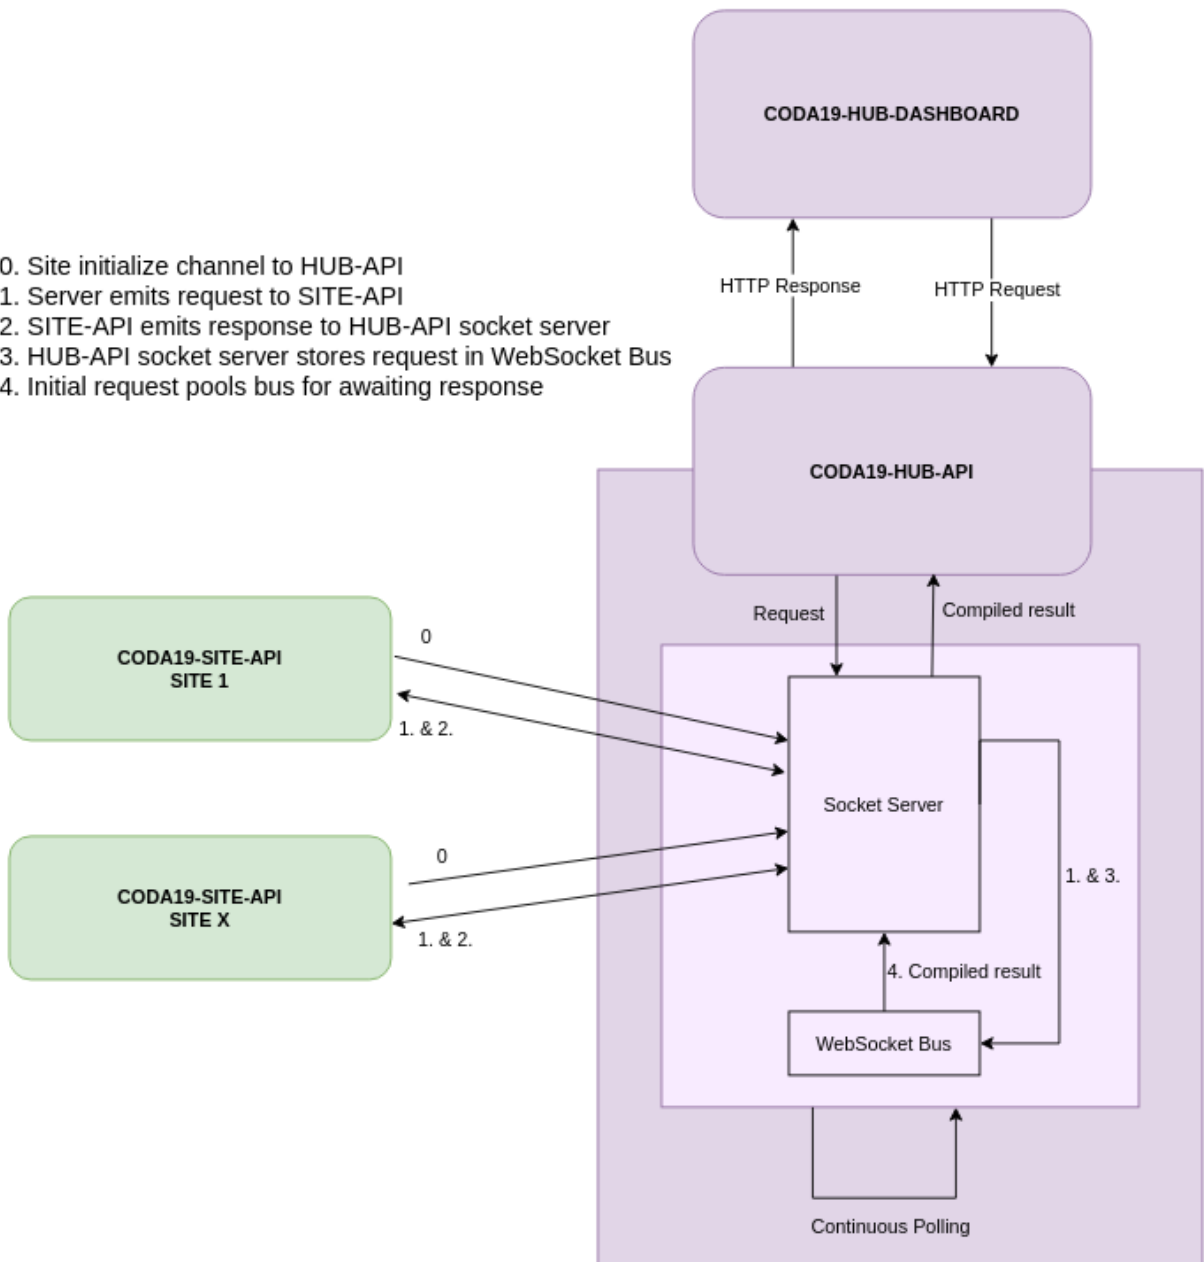 CODA19-HUB-DASHBOARD
HTTP Response
HTTP Request
0. Site initialize channel to HUB-API
1. Server emits request to SITE-API
2. SITE-API emits response to HUB-API socket server
3. HUB-API socket server stores request in WebSocket Bus
4. Initial request pools bus for awaiting response
CODA19-HUB-API
Request
Compiled result
CODA19-SITE-API
SITE 1
0
1. & 2.
Socket Server
CODA19-SITE-API
SITE X
0
1. & 2.
1. & 3.
4. Compiled result
WebSocket Bus
Continuous Polling